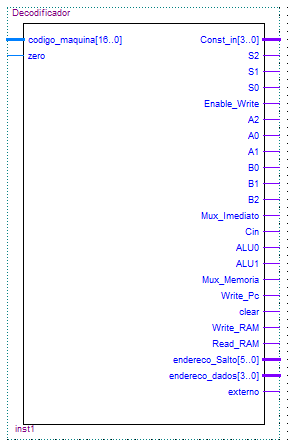 Decodificador
codigo_maquina[16..0] Const_in[3..0]
zero S2
S1
S0
Enable_Write
A2
A0
A1
B0
B1
B2
Mux_Imediato
Cin
ALU0
ALU1
Mux_Memoria
Write_Pc
clear
Write_RAM
Read_RAM
endereco_Salto[5..0]
endereco_dados[3..0]
externo
inst1